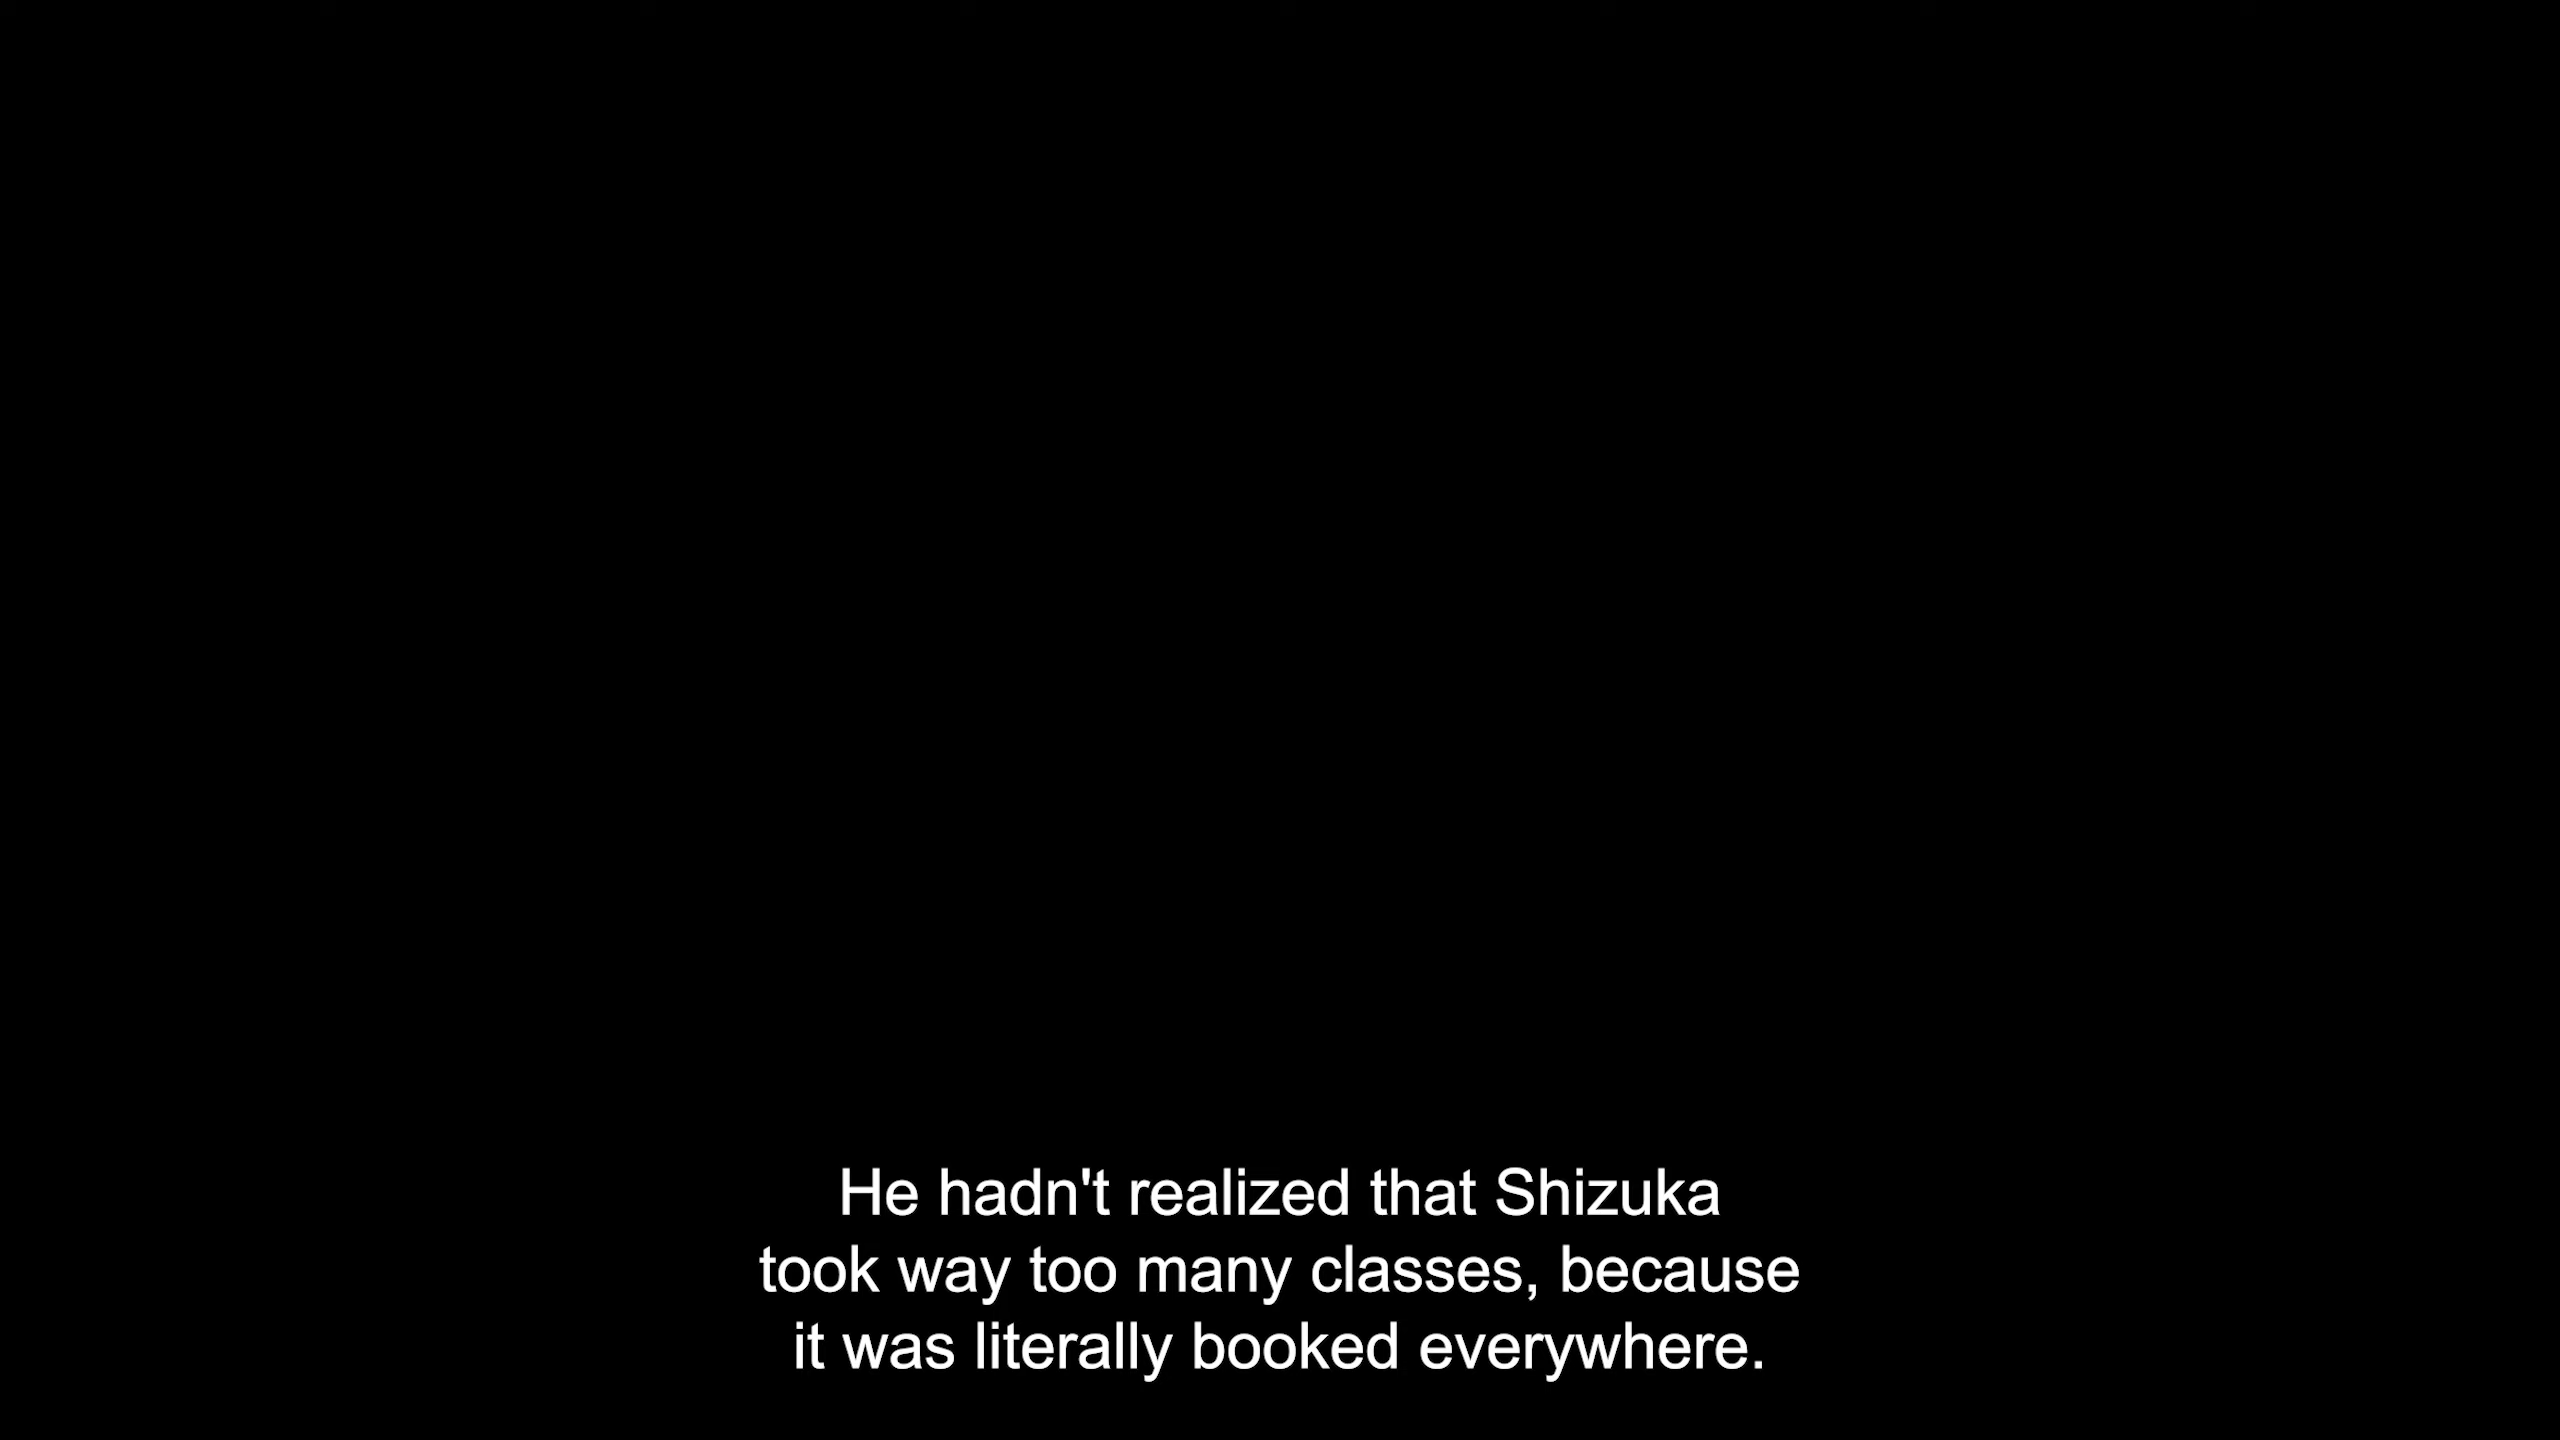 He hadn't realized that Shizuka
took way too many classes, because
it was literally booked everywhere.